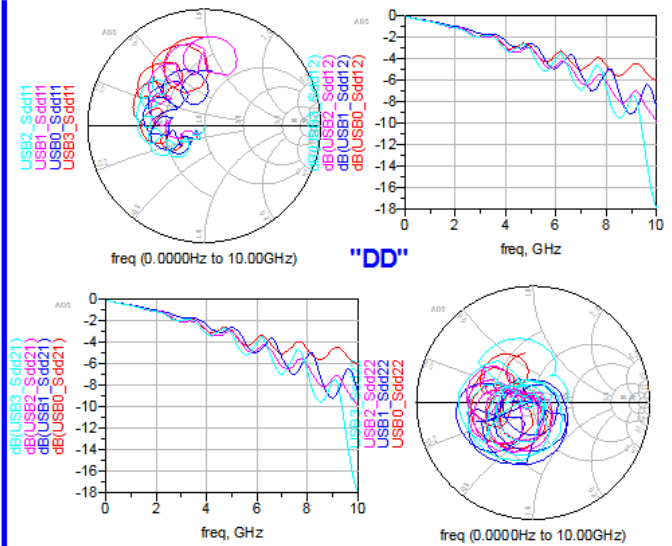 ADS
USB2_Sdd11
USB1_Sdd11
USB0_Sdd11
USB3_Sdd11
freq (0.0000Hz to 10.00GHz)
dB(USB3_Sdd12)
dB(USB2_Sdd12)
dB(USB1_Sdd12)
dB(USB0_Sdd12)
0
-2
-4
-6
-8
-10
-12
-14
-16
-18
0 2 4 6 8 10
freq, GHz
"DD"
ADS
dB(USB3_Sdd21)
dB(USB2_Sdd21)
dB(USB1_Sdd21)
dB(USB0_Sdd21)
0
-2
-4
-6
-8
-10
-12
-14
-16
-18
0 2 4 6 8 10
freq, GHz
ADS
USB2_Sdd22
USB1_Sdd22
USB0_Sdd22
freq (0.0000Hz to 10.00GHz)